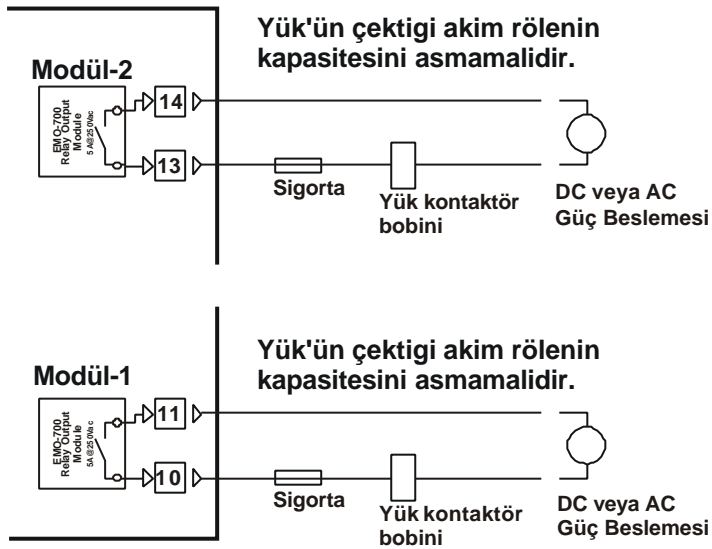 Yük'ün çektigi akim rölenin
kapasitesini asmamalidir.
Modül-2
EMO-700
Relay Output
Module
5A@250Vac
14
13
Sigorta
Yük kontaktör
bobini
DC veya AC
Güç Beslemesi
Yük'ün çektigi akim rölenin
kapasitesini asmamalidir.
Modül-1
EMO-700
Relay Output
Module
5A@250Vac
11
10
Sigorta
Yük kontaktör
bobini
DC veya AC
Güç Beslemesi